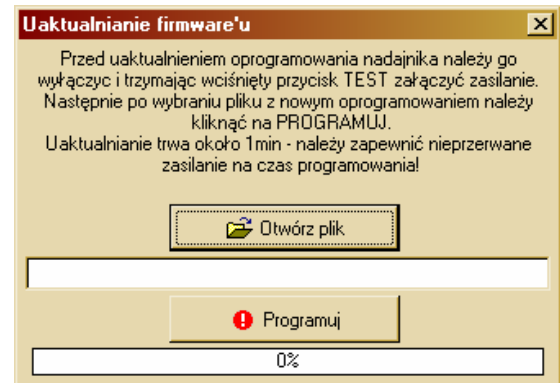 Uaktualnianie firmware'u
Przed uaktualnieniem oprogramowania nadajnika należy go
wyłączyc i trzymając wciśnięty przycisk TEST załączyć zasilanie.
Następnie po wybraniu pliku z nowym oprogramowaniem należy
kliknąć na PROGRAMUJ.
Uaktualnianie trwa około 1min - należy zapewnić nieprzerwane
zasilanie na czas programowania!
Otwórz plik
Programuj
0%